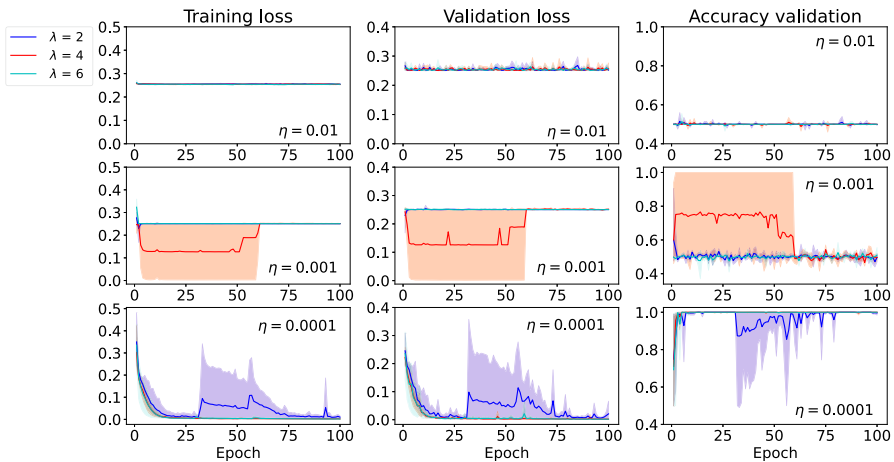 Training loss Validation loss Accuracy validation
λ = 2
λ = 4
λ = 6
0.5 0.4 0.3 0.2 0.1 0.0
η = 0.01
0 25 50 75 100
0.4 0.3 0.2 0.1 0.0
η = 0.01
0 25 50 75 100
1.0 0.8 0.6 0.4
η = 0.01
0 25 50 75 100
0.5 0.4 0.3 0.2 0.1 0.0
η = 0.001
0 25 50 75 100
0.4 0.3 0.2 0.1 0.0
η = 0.001
0 25 50 75 100
1.0 0.8 0.6 0.4
η = 0.001
0 25 50 75 100
0.5 0.4 0.3 0.2 0.1 0.0
η = 0.0001
0 25 50 75 100
Epoch
0.4 0.3 0.2 0.1 0.0
η = 0.0001
0 25 50 75 100
Epoch
1.0 0.8 0.6 0.4
η = 0.0001
0 25 50 75 100
Epoch